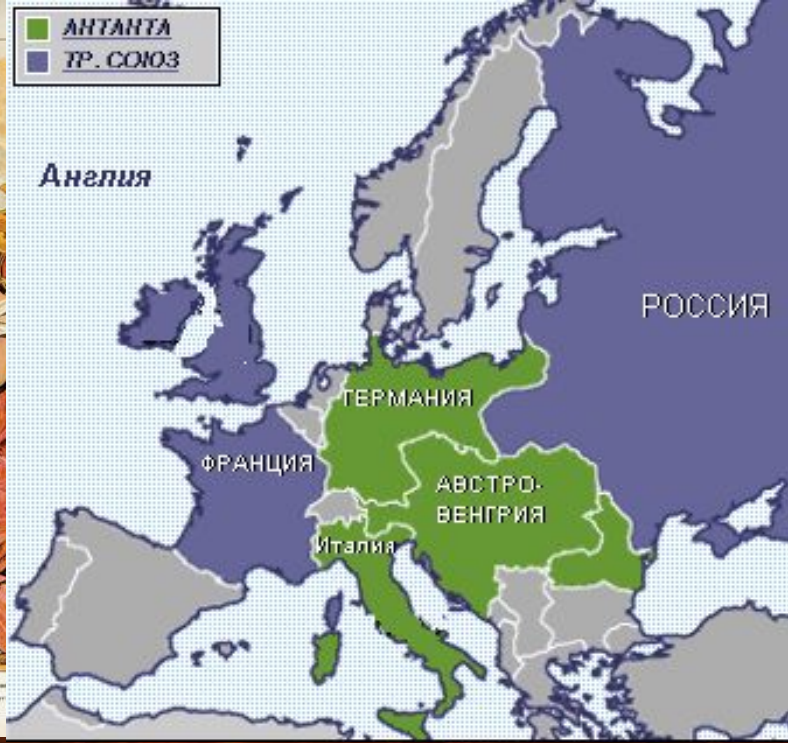 АНТАНТА
ТР. СОЮЗ
Англия
РОССИЯ
ГЕРМАНИЯ
ФРАНЦИЯ
АВСТРО-
ВЕНГРИЯ
Италия